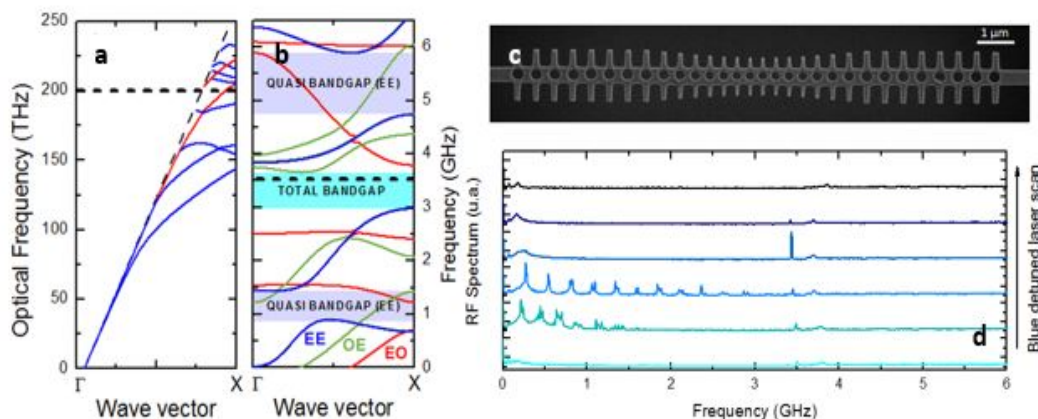 a
250
200
150
100
50
0
Optical Frequency (THz)
Γ
X
Wave vector
b
QUASI BANDGAP (EE)
TOTAL BANDGAP
QUASI BANDGAP (EE)
EE
OE
EO
6
5
4
3
2
1
0
Frequency (GHz)
Γ
X
Wave vector
c
1 µm
RF Spectrum (u.a.)
d
Blue detuned laser scan
0
1
2
3
4
5
6
Frequency (GHz)